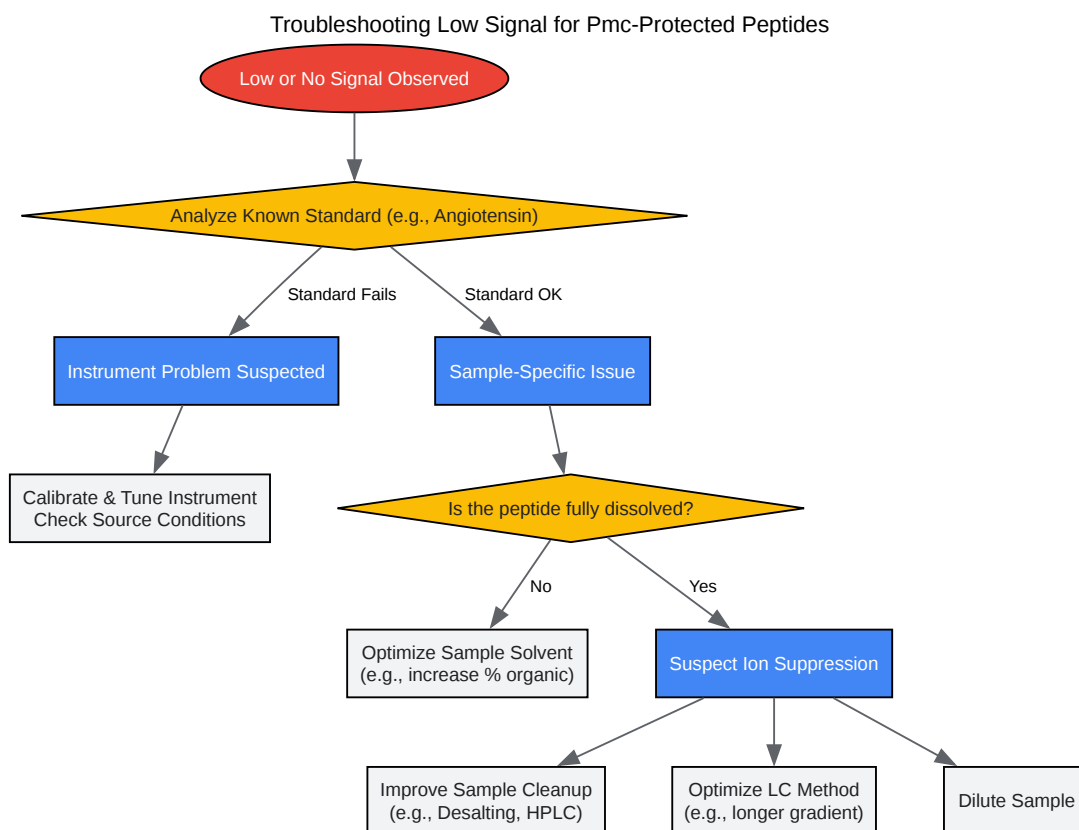 Troubleshooting Low Signal for Pmc-Protected Peptides
Low or No Signal Observed
Analyze Known Standard (e.g., Angiotensin)
Standard Fails
Standard OK
Instrument Problem Suspected
Sample-Specific Issue
Calibrate & Tune Instrument
Check Source Conditions
Is the peptide fully dissolved?
No
Yes
Optimize Sample Solvent
(e.g., increase % organic)
Suspect Ion Suppression
Improve Sample Cleanup
(e.g., Desalting, HPLC)
Optimize LC Method
(e.g., longer gradient)
Dilute Sample